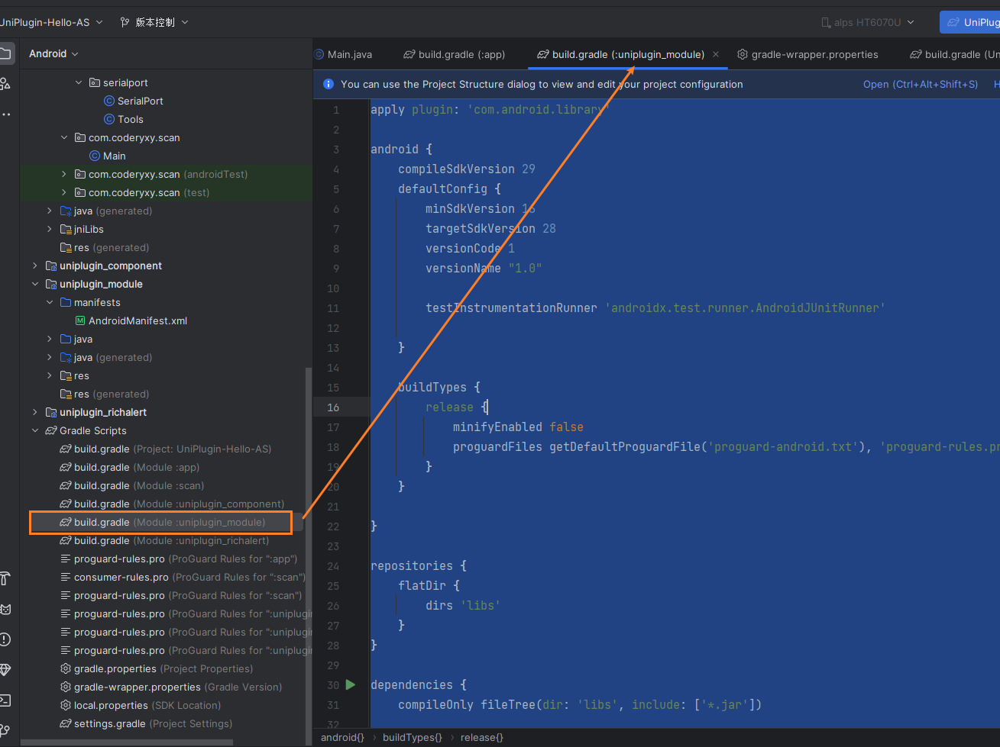 UniPlugin-Hello-AS 版本控制 alps HT6070U UniPlug
Android
serialport
SerialPort
Tools
com.coderyxy.scan
Main
com.coderyxy.scan (androidTest)
com.coderyxy.scan (test)
java (generated)
jniLibs
res (generated)
uniplugin_component
uniplugin_module
manifests
AndroidManifest.xml
java
java (generated)
res
res (generated)
uniplugin_richalert
Gradle Scripts
build.gradle (Project: UniPlugin-Hello-AS)
build.gradle (Module :app)
build.gradle (Module :scan)
build.gradle (Module :uniplugin_component)
build.gradle (Module :uniplugin_module)
build.gradle (Module :uniplugin_richalert)
proguard-rules.pro (ProGuard Rules for ":app")
consumer-rules.pro (ProGuard Rules for ":scan")
proguard-rules.pro (ProGuard Rules for ":scan")
proguard-rules.pro (ProGuard Rules for ":uniplugi
proguard-rules.pro (ProGuard Rules for ":uniplugi
proguard-rules.pro (ProGuard Rules for ":uniplugi
gradle.properties (Project Properties)
gradle-wrapper.properties (Gradle Version)
local.properties (SDK Location)
settings.gradle (Project Settings)
Main.java build.gradle (:app) build.gradle (:uniplugin_module) gradle-wrapper.properties build.gradle (Un
You can use the Project Structure dialog to view and edit your project configuration Open (Ctrl+Alt+Shift+S) H
1 apply plugin: 'com.android.library'
2
3 android {
4 compileSdkVersion 29
5 defaultConfig {
6 minSdkVersion 16
7 targetSdkVersion 28
8 versionCode 1
9 versionName "1.0"
10
11 testInstrumentationRunner 'androidx.test.runner.AndroidJUnitRunner'
12
13 }
14
15 buildTypes {
16 release {
17 minifyEnabled false
18 proguardFiles getDefaultProguardFile('proguard-android.txt'), 'proguard-rules.pr
19 }
20 }
21
22 }
23
24 repositories {
25 flatDir {
26 dirs 'libs'
27 }
28 }
29
30 dependencies {
31 compileOnly fileTree(dir: 'libs', include: ['*.jar'])
32
android{} › buildTypes{} › release{}